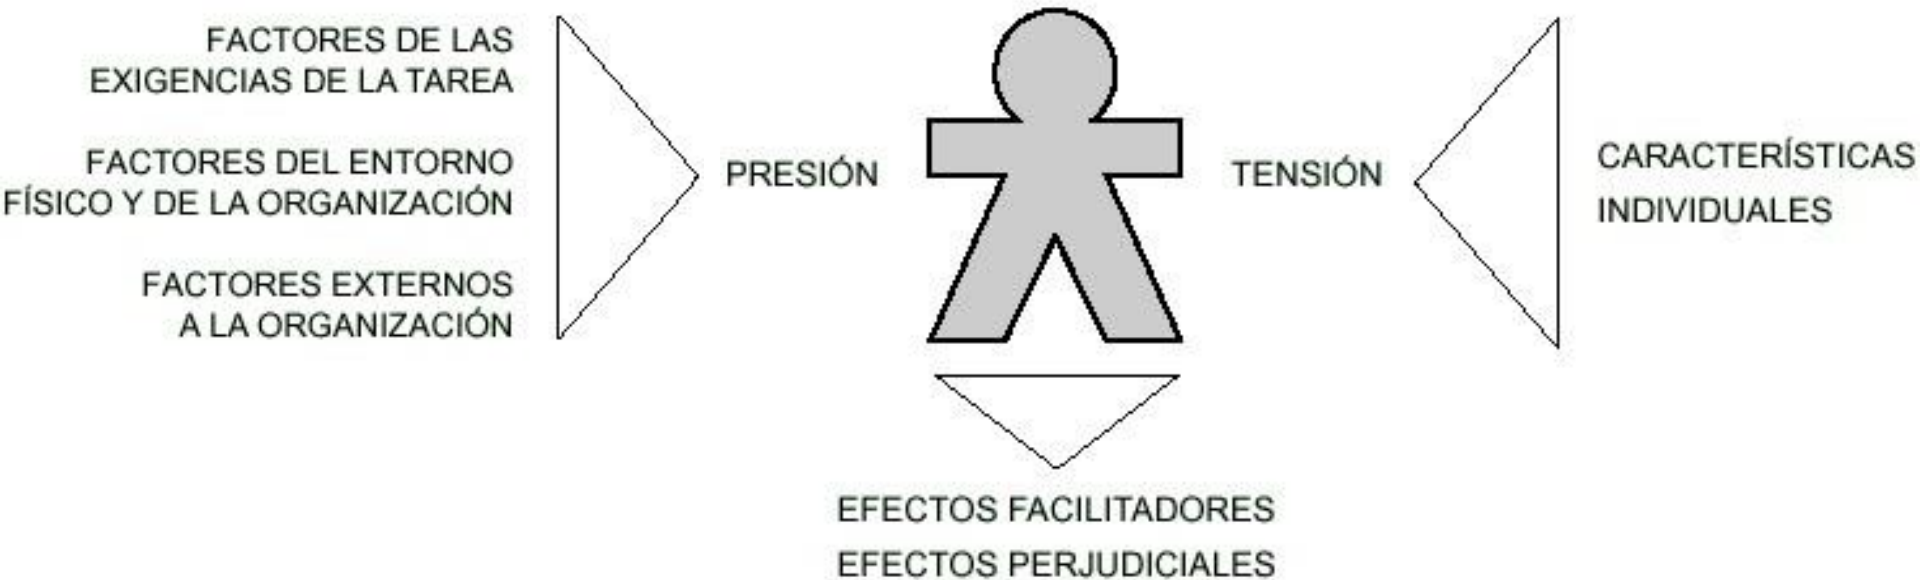 FACTORES DE LAS
EXIGENCIAS DE LA TAREA
FACTORES DEL ENTORNO
FÍSICO Y DE LA ORGANIZACIÓN
FACTORES EXTERNOS
A LA ORGANIZACIÓN
PRESIÓN
TENSIÓN
CARACTERÍSTICAS
INDIVIDUALES
EFECTOS FACILITADORES
EFECTOS PERJUDICIALES